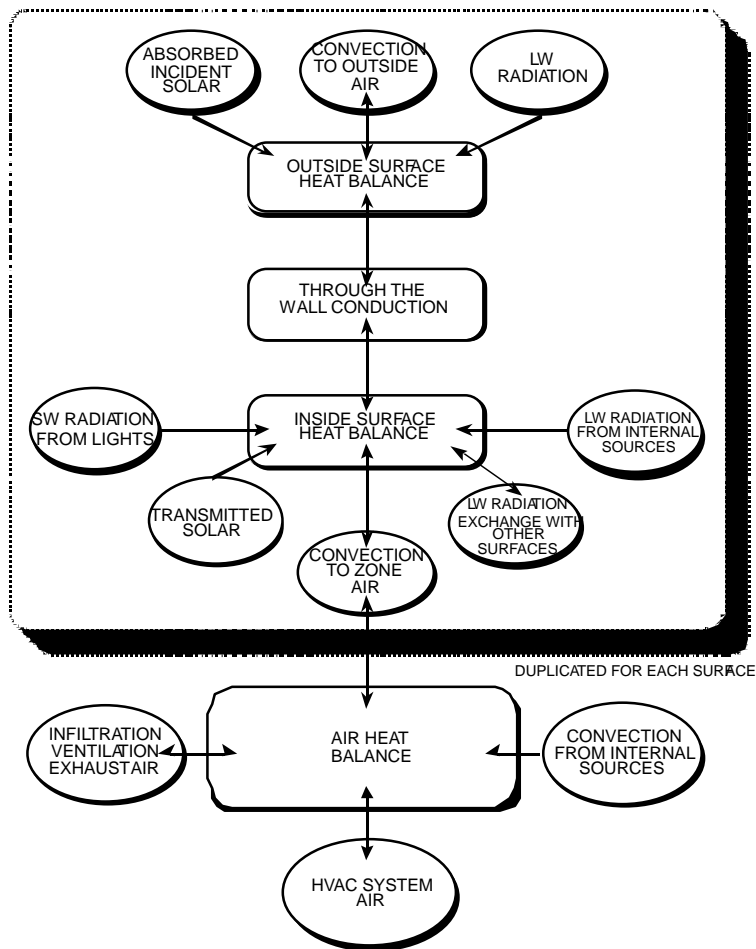 ABSORBED
INCIDENT
SOLAR
CONVECTION
TO OUTSIDE
AIR
LW
RADIATION
OUTSIDE SURFACE
HEAT BALANCE
THROUGH THE
WALL CONDUCTION
SW RADIATION
FROM LIGHTS
INSIDE SURFACE
HEAT BALANCE
LW RADIATION
FROM INTERNAL
SOURCES
TRANSMITTED
SOLAR
LW RADIATION
EXCHANGE WITH
OTHER
SURFACES
CONVECTION
TO ZONE
AIR
DUPLICATED FOR EACH SURFACE
INFILTRATION
VENTILATION
EXHAUST AIR
AIR HEAT
BALANCE
CONVECTION
FROM INTERNAL
SOURCES
HVAC SYSTEM
AIR